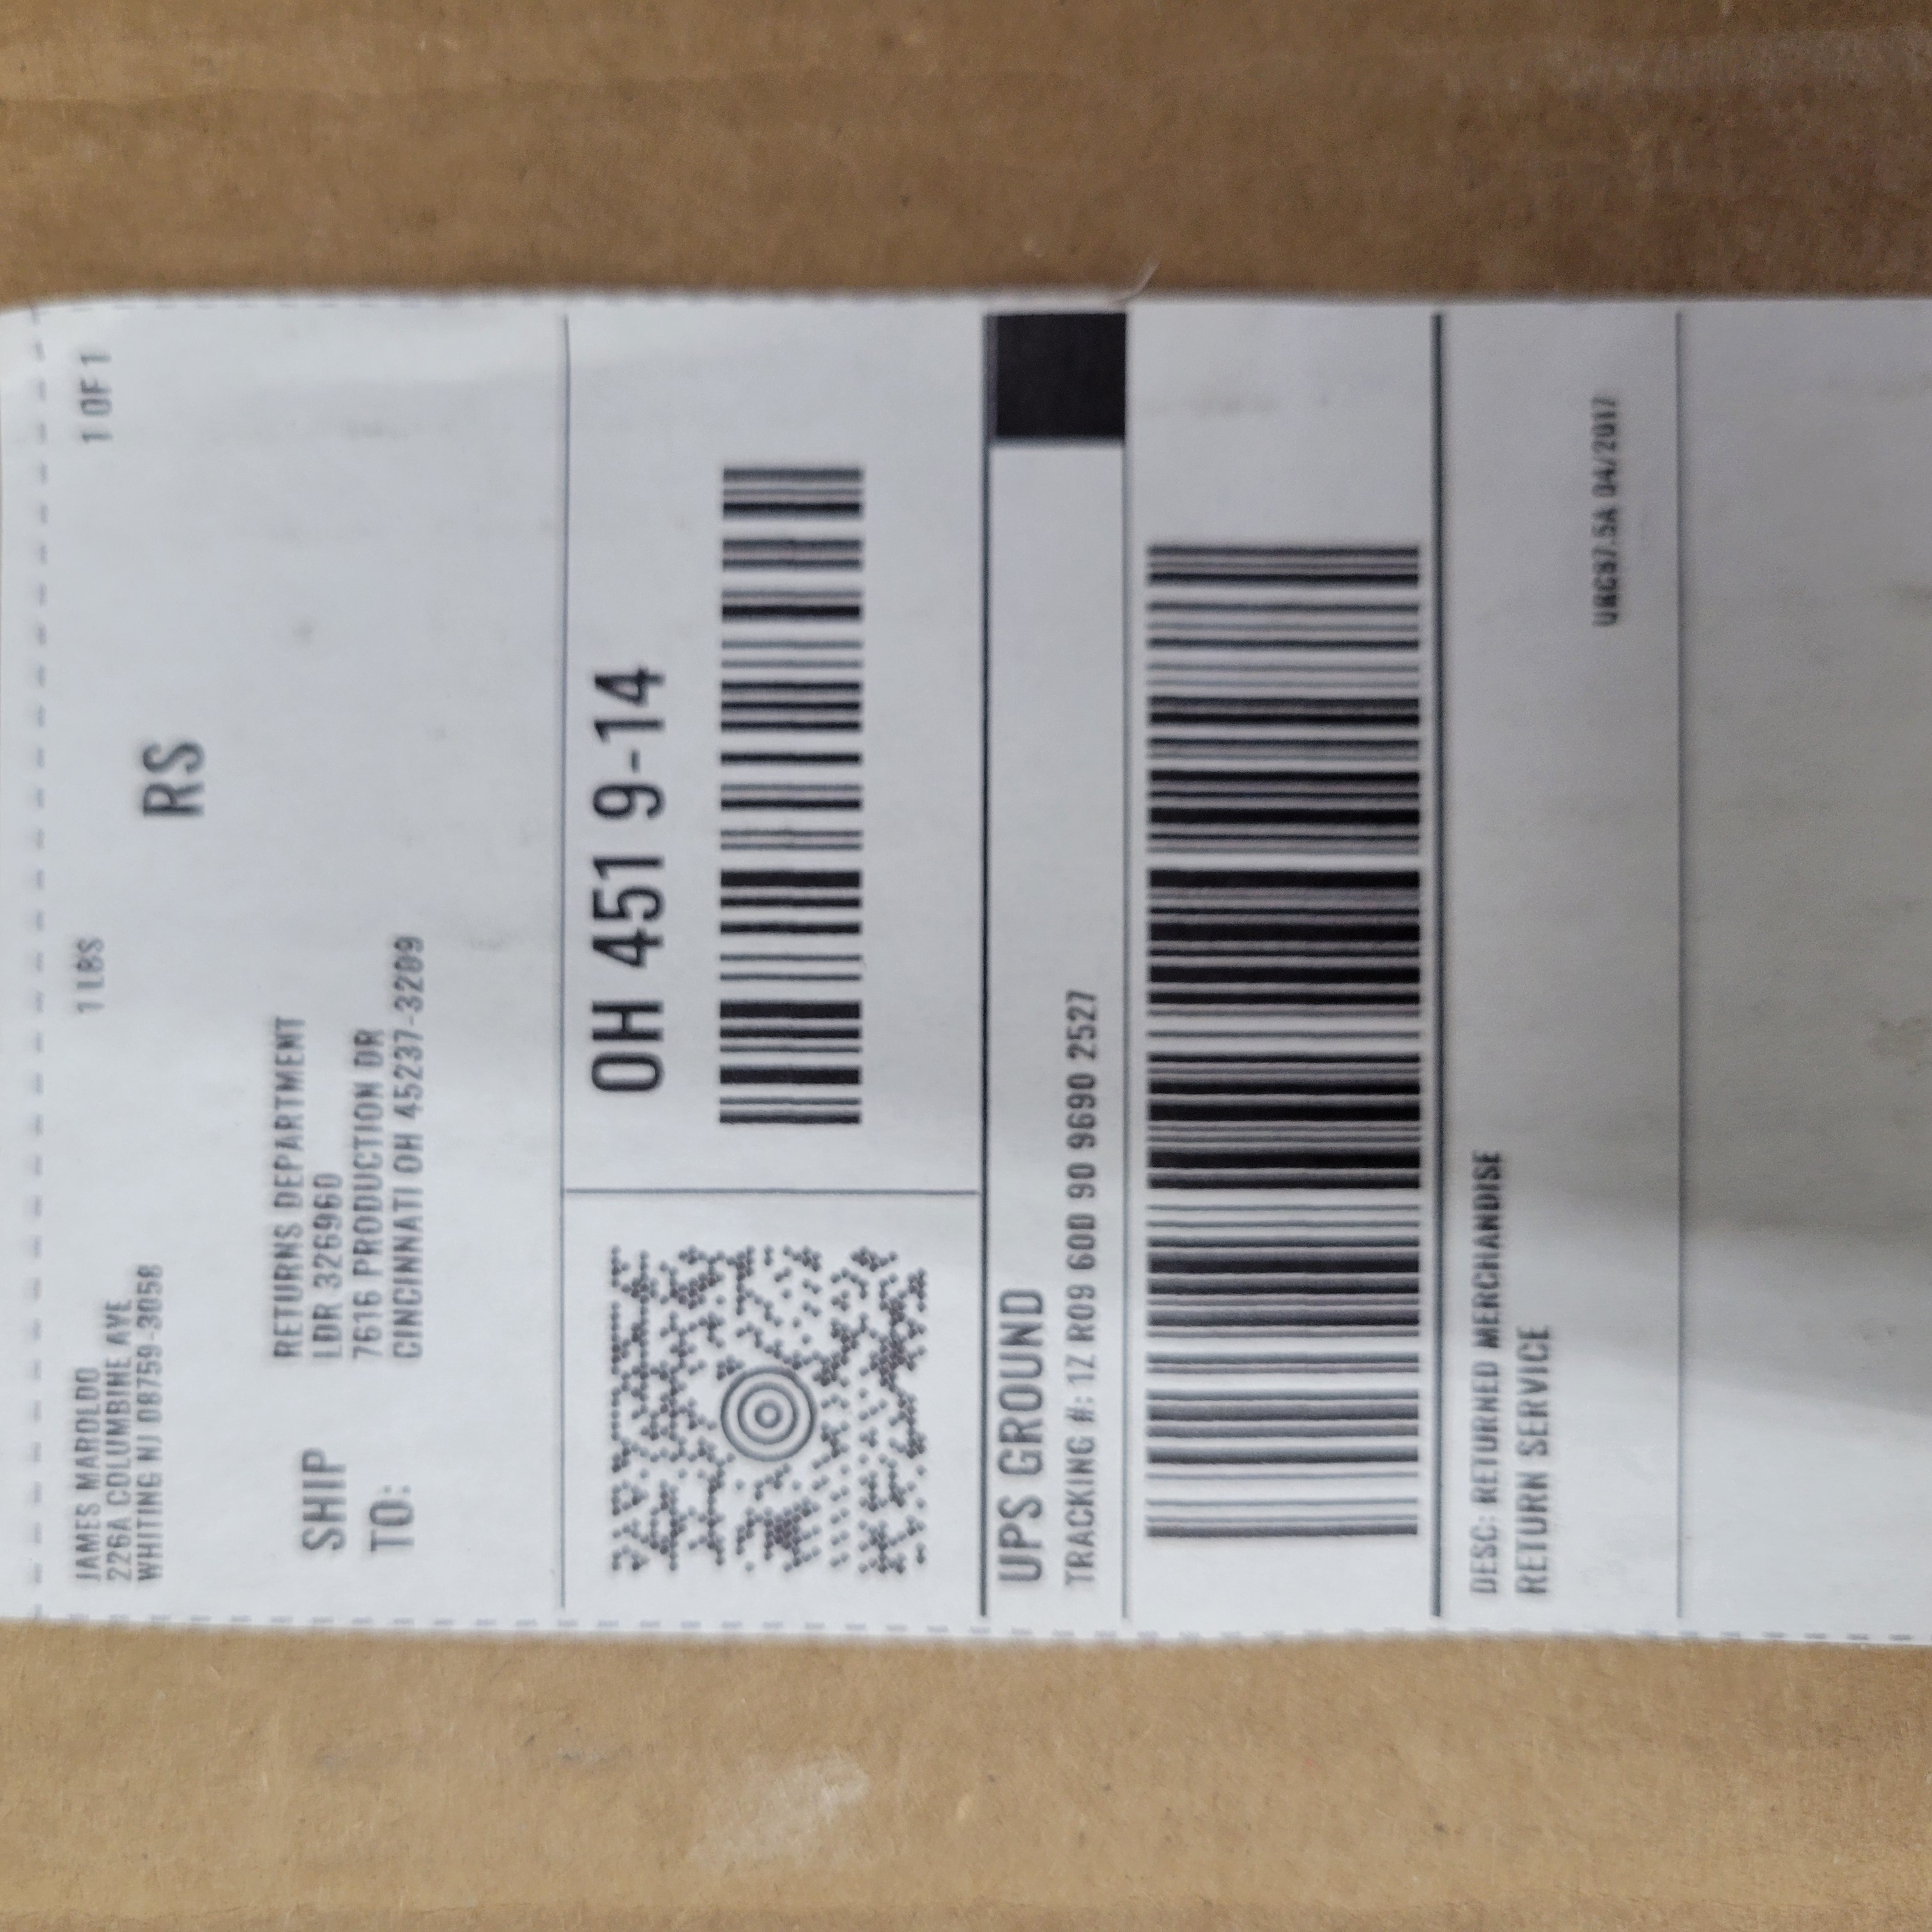 JAMES MAROLDO
226A COLUMBINE AVE
WHITING NJ 08759-3058
1 LBS
1 OF 1
RS
SHIP
TO:
RETURNS DEPARTMENT
LDR 326960
7616 PRODUCTION DR
CINCINNATI OH 45237-3209
OH 451 9-14
UPS GROUND
TRACKING #: 1Z R09 60D 90 9690 2527
DESC: RETURNED MERCHANDISE
RETURN SERVICE
04/2017